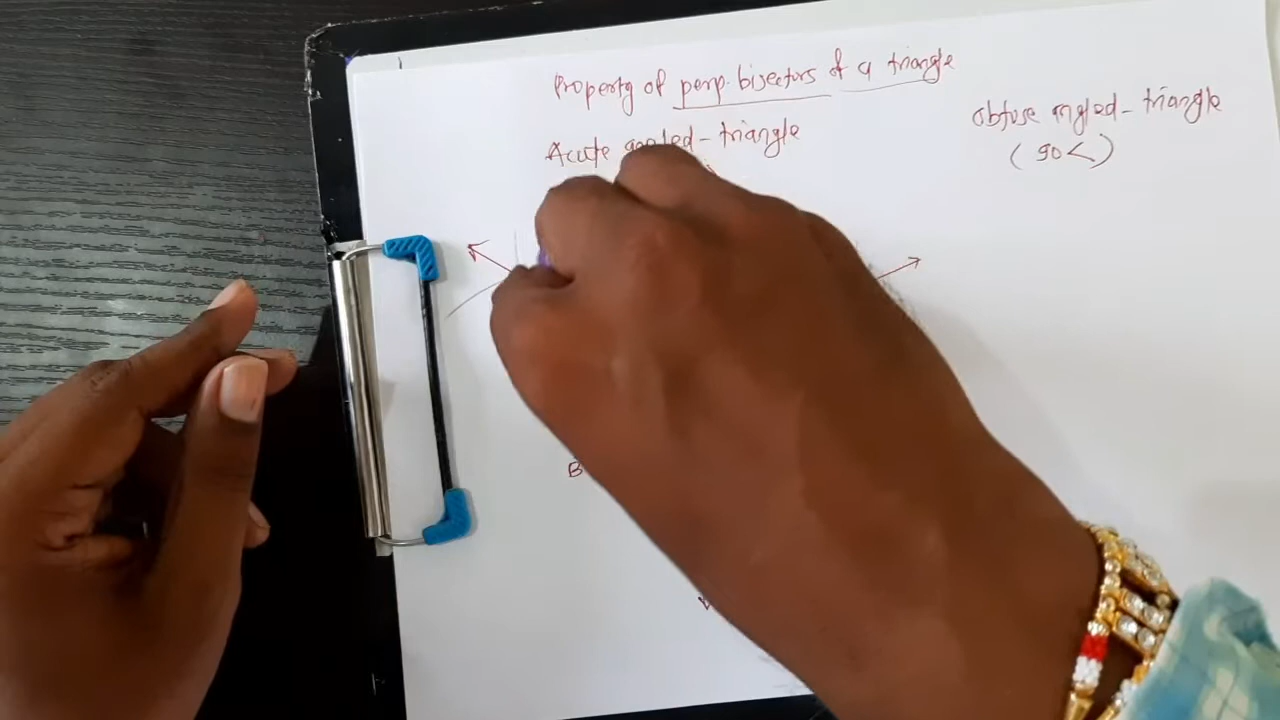 Property of perp. bisectors of a triangle
Acute angled - triangle
obtuse angled - triangle
( 90 < )
B